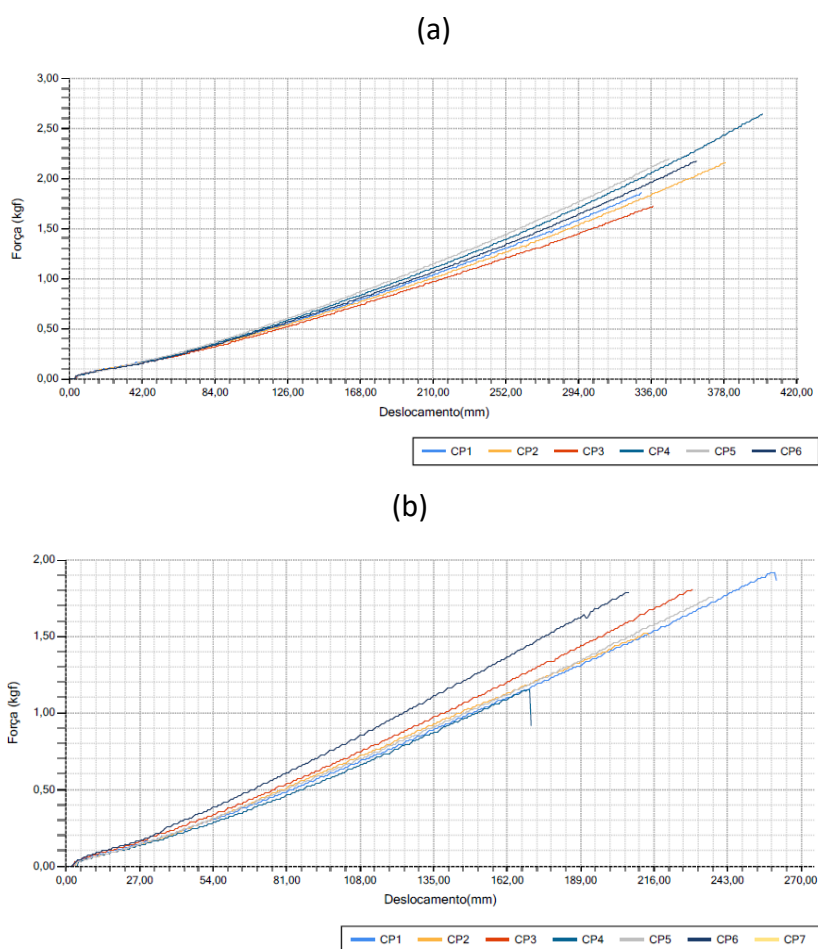 (a)
3,00
2,50
2,00
1,50
1,00
0,50
0,00
Força (kgf)
0,00 42,00 84,00 126,00 168,00 210,00 252,00 294,00 336,00 378,00 420,00
Deslocamento(mm)
CP1 CP2 CP3 CP4 CP5 CP6
(b)
2,00
1,50
1,00
0,50
0,00
Força (kgf)
0,00 27,00 54,00 81,00 108,00 135,00 162,00 189,00 216,00 243,00 270,00
Deslocamento(mm)
CP1 CP2 CP3 CP4 CP5 CP6 CP7